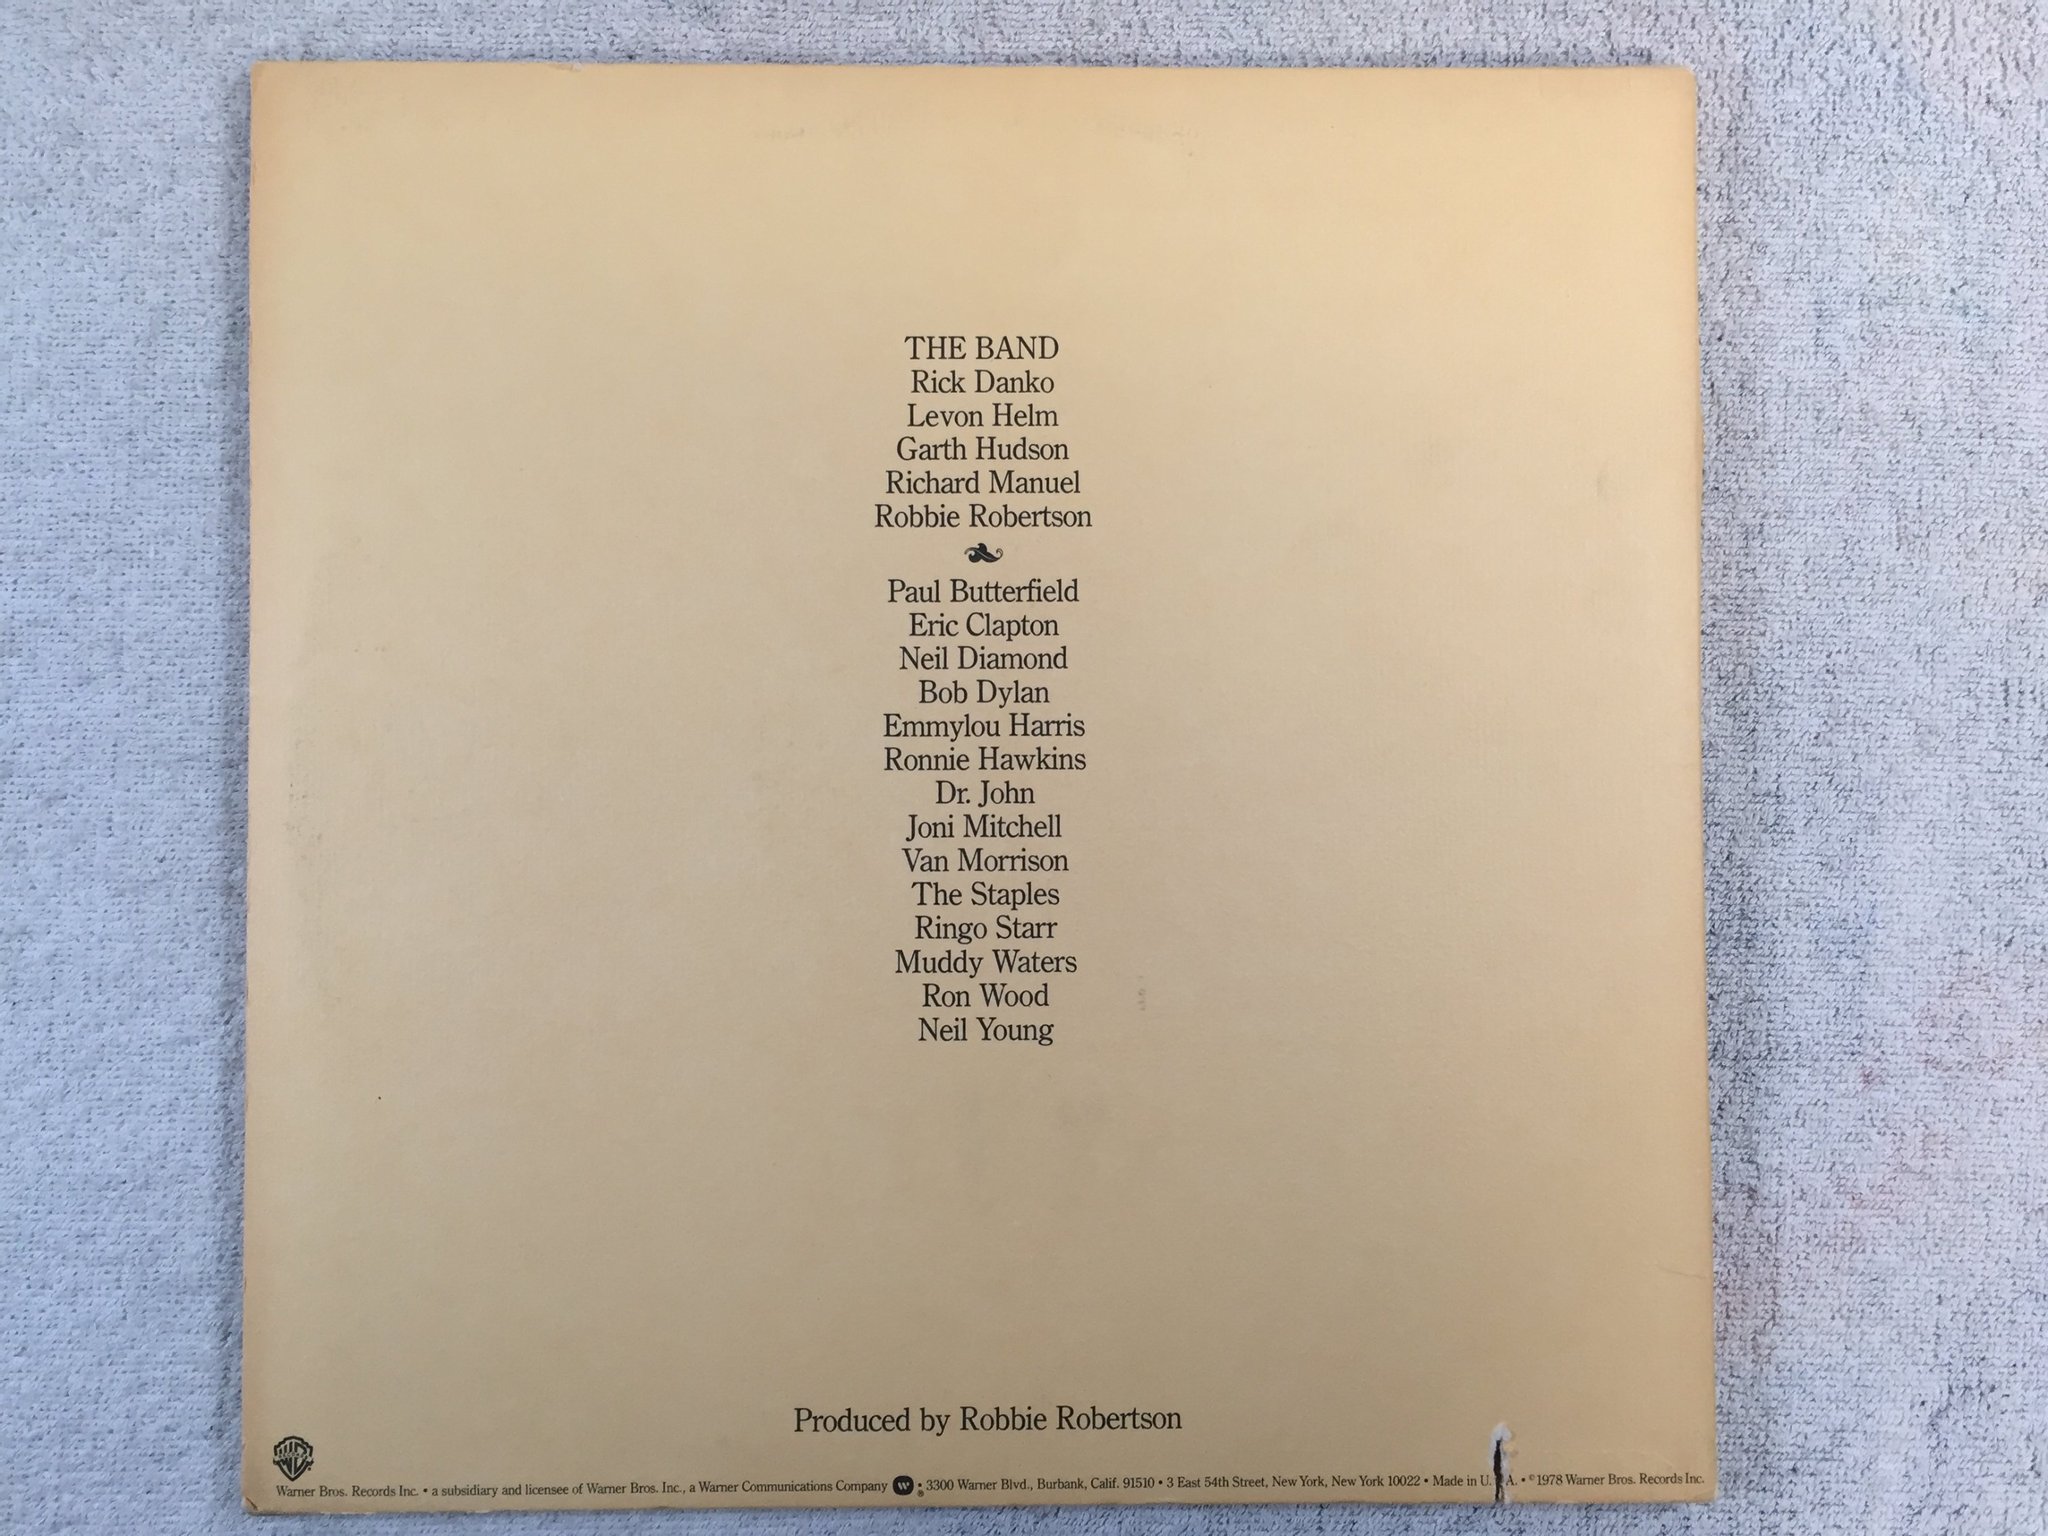 THE BAND
Rick Danko
Levon Helm
Garth Hudson
Richard Manuel
Robbie Robertson
Paul Butterfield
Eric Clapton
Neil Diamond
Bob Dylan
Emmylou Harris
Ronnie Hawkins
Dr. John
Joni Mitchell
Van Morrison
The Staples
Ringo Starr
Muddy Waters
Ron Wood
Neil Young
Produced by Robbie Robertson
Warner Bros. Records Inc. • a subsidiary and licensee of Warner Bros. Inc., a Warner Communications Company W ® • 3300 Warner Blvd., Burbank, Calif. 91510 • 3 East 54th Street, New York, New York 10022 • Made in U. A. • ©1978 Warner Bros. Records Inc.